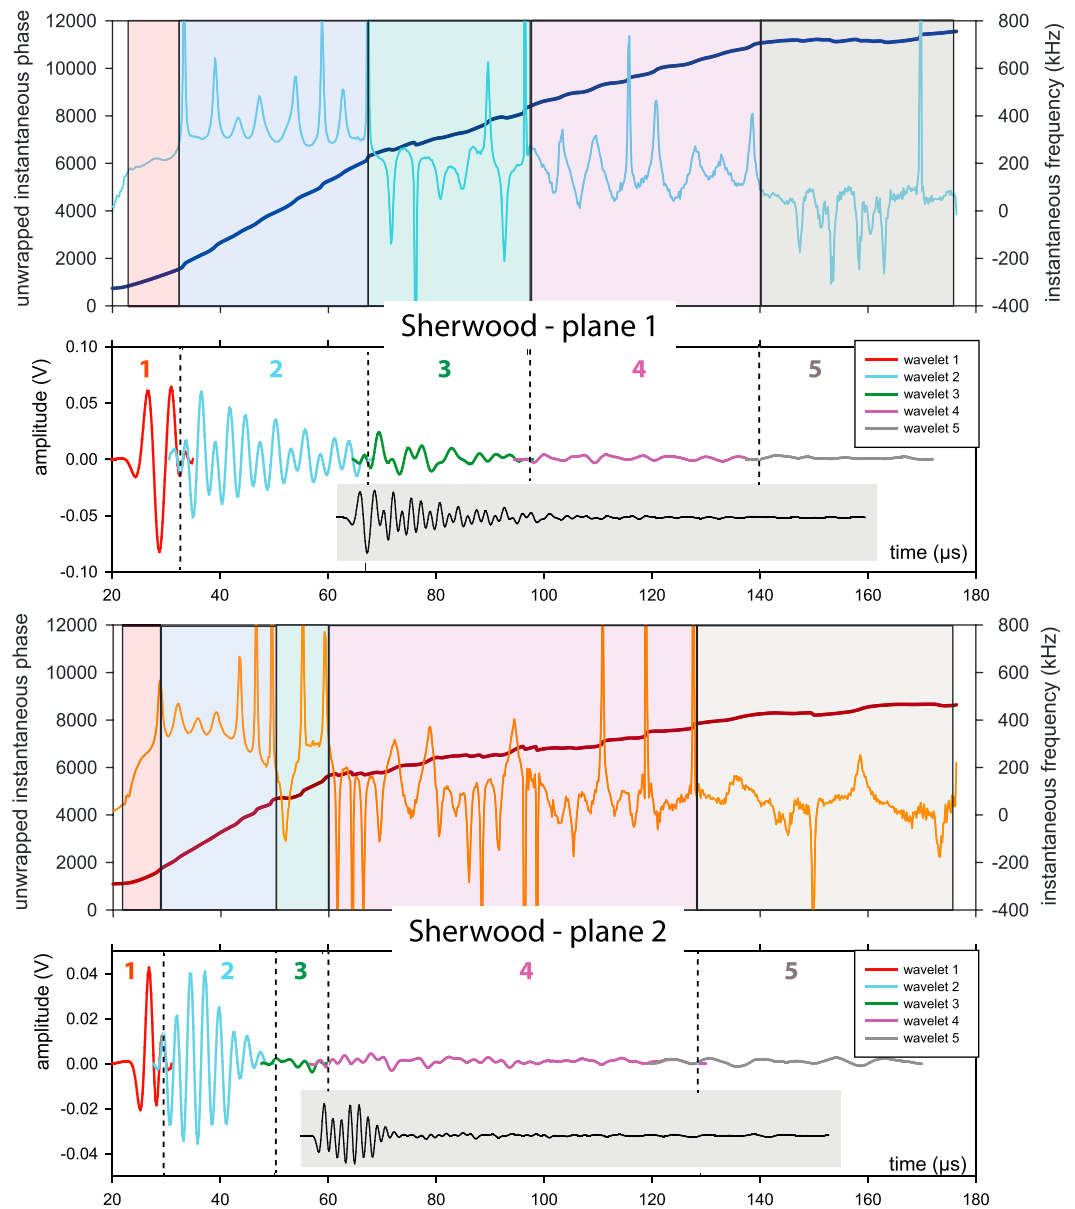 unwrapped instantaneous phase
12000
10000
8000
6000
4000
2000
0
800
600
400
200
0
-200
-400
instantaneous frequency (kHz)
Sherwood - plane 1
amplitude (V)
0.10
0.05
0.00
-0.05
-0.10
1 2 3 4 5
wavelet 1
wavelet 2
wavelet 3
wavelet 4
wavelet 5
time (µs)
20 40 60 80 100 120 140 160 180
unwrapped instantaneous phase
12000
10000
8000
6000
4000
2000
0
800
600
400
200
0
-200
-400
instantaneous frequency (kHz)
Sherwood - plane 2
amplitude (V)
0.04
0.02
0.00
-0.02
-0.04
1 2 3 4 5
wavelet 1
wavelet 2
wavelet 3
wavelet 4
wavelet 5
time (µs)
20 40 60 80 100 120 140 160 180